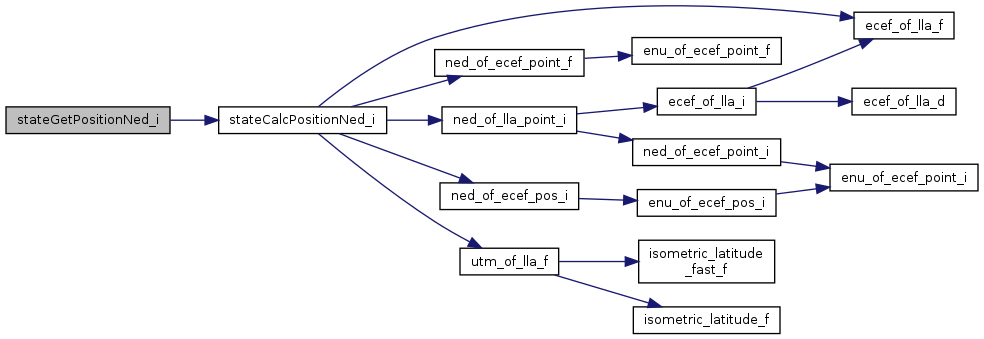 ecef_of_lla_f
enu_of_ecef_point_f
ned_of_ecef_point_f
ecef_of_lla_i
ecef_of_lla_d
stateGetPositionNed_i
stateCalcPositionNed_i
ned_of_lla_point_i
ned_of_ecef_point_i
enu_of_ecef_point_i
ned_of_ecef_pos_i
enu_of_ecef_pos_i
utm_of_lla_f
isometric_latitude
_fast_f
isometric_latitude_f